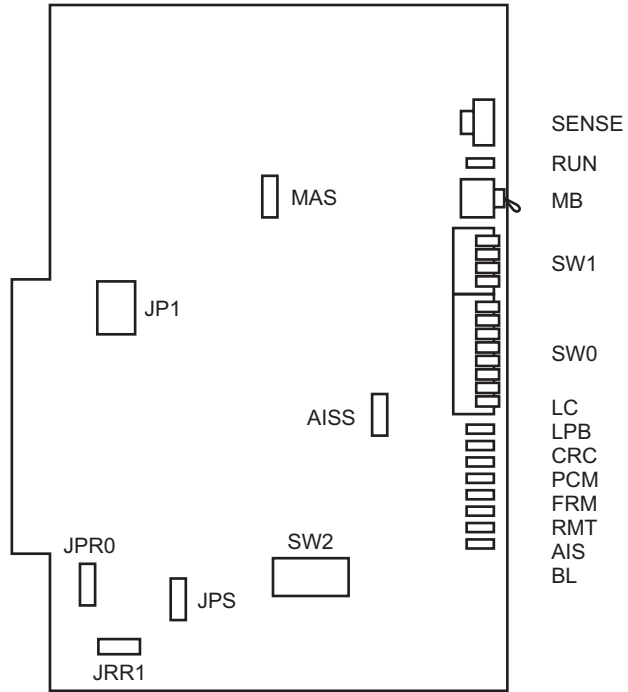 SENSE
RUN
MAS
MB
SW1
JP1
SW0
LC
AISS
LPB
CRC
PCM
FRM
RMT
SW2
JPR0
AIS
BL
JPS
JRR1